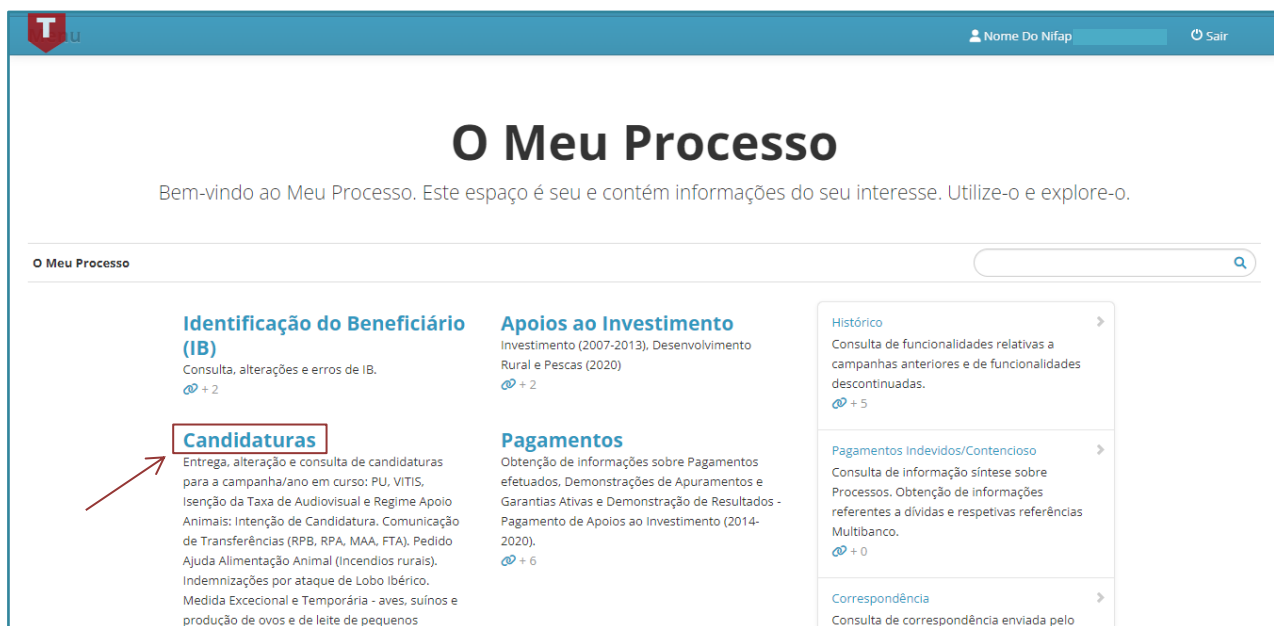 T
Menu
Nome Do Nifap
Sair
O Meu Processo
Bem-vindo ao Meu Processo. Este espaço é seu e contém informações do seu interesse. Utilize-o e explore-o.
O Meu Processo
Identificação do Beneficiário
(IB)
Consulta, alterações e erros de IB.
+ 2
Apoios ao Investimento
Investimento (2007-2013), Desenvolvimento
Rural e Pescas (2020)
+ 2
Candidaturas
Entrega, alteração e consulta de candidaturas
para a campanha/ano em curso: PU, VITIS,
Isenção da Taxa de Audiovisual e Regime Apoio
Animais: Intenção de Candidatura. Comunicação
de Transferências (RPB, RPA, MAA, FTA). Pedido
Ajuda Alimentação Animal (Incendios rurais).
Indemnizações por ataque de Lobo Ibérico.
Medida Excecional e Temporária - aves, suínos e
produção de ovos e de leite de pequenos
Pagamentos
Obtenção de informações sobre Pagamentos
efetuados, Demonstrações de Apuramentos e
Garantias Ativas e Demonstração de Resultados -
Pagamento de Apoios ao Investimento (2014-
2020).
+ 6
Histórico
Consulta de funcionalidades relativas a
campanhas anteriores e de funcionalidades
descontinuadas.
+ 5
Pagamentos Indevidos/Contencioso
Consulta de informação síntese sobre
Processos. Obtenção de informações
referentes a dívidas e respetivas referências
Multibanco.
+ 0
Correspondência
Consulta de correspondência enviada pelo